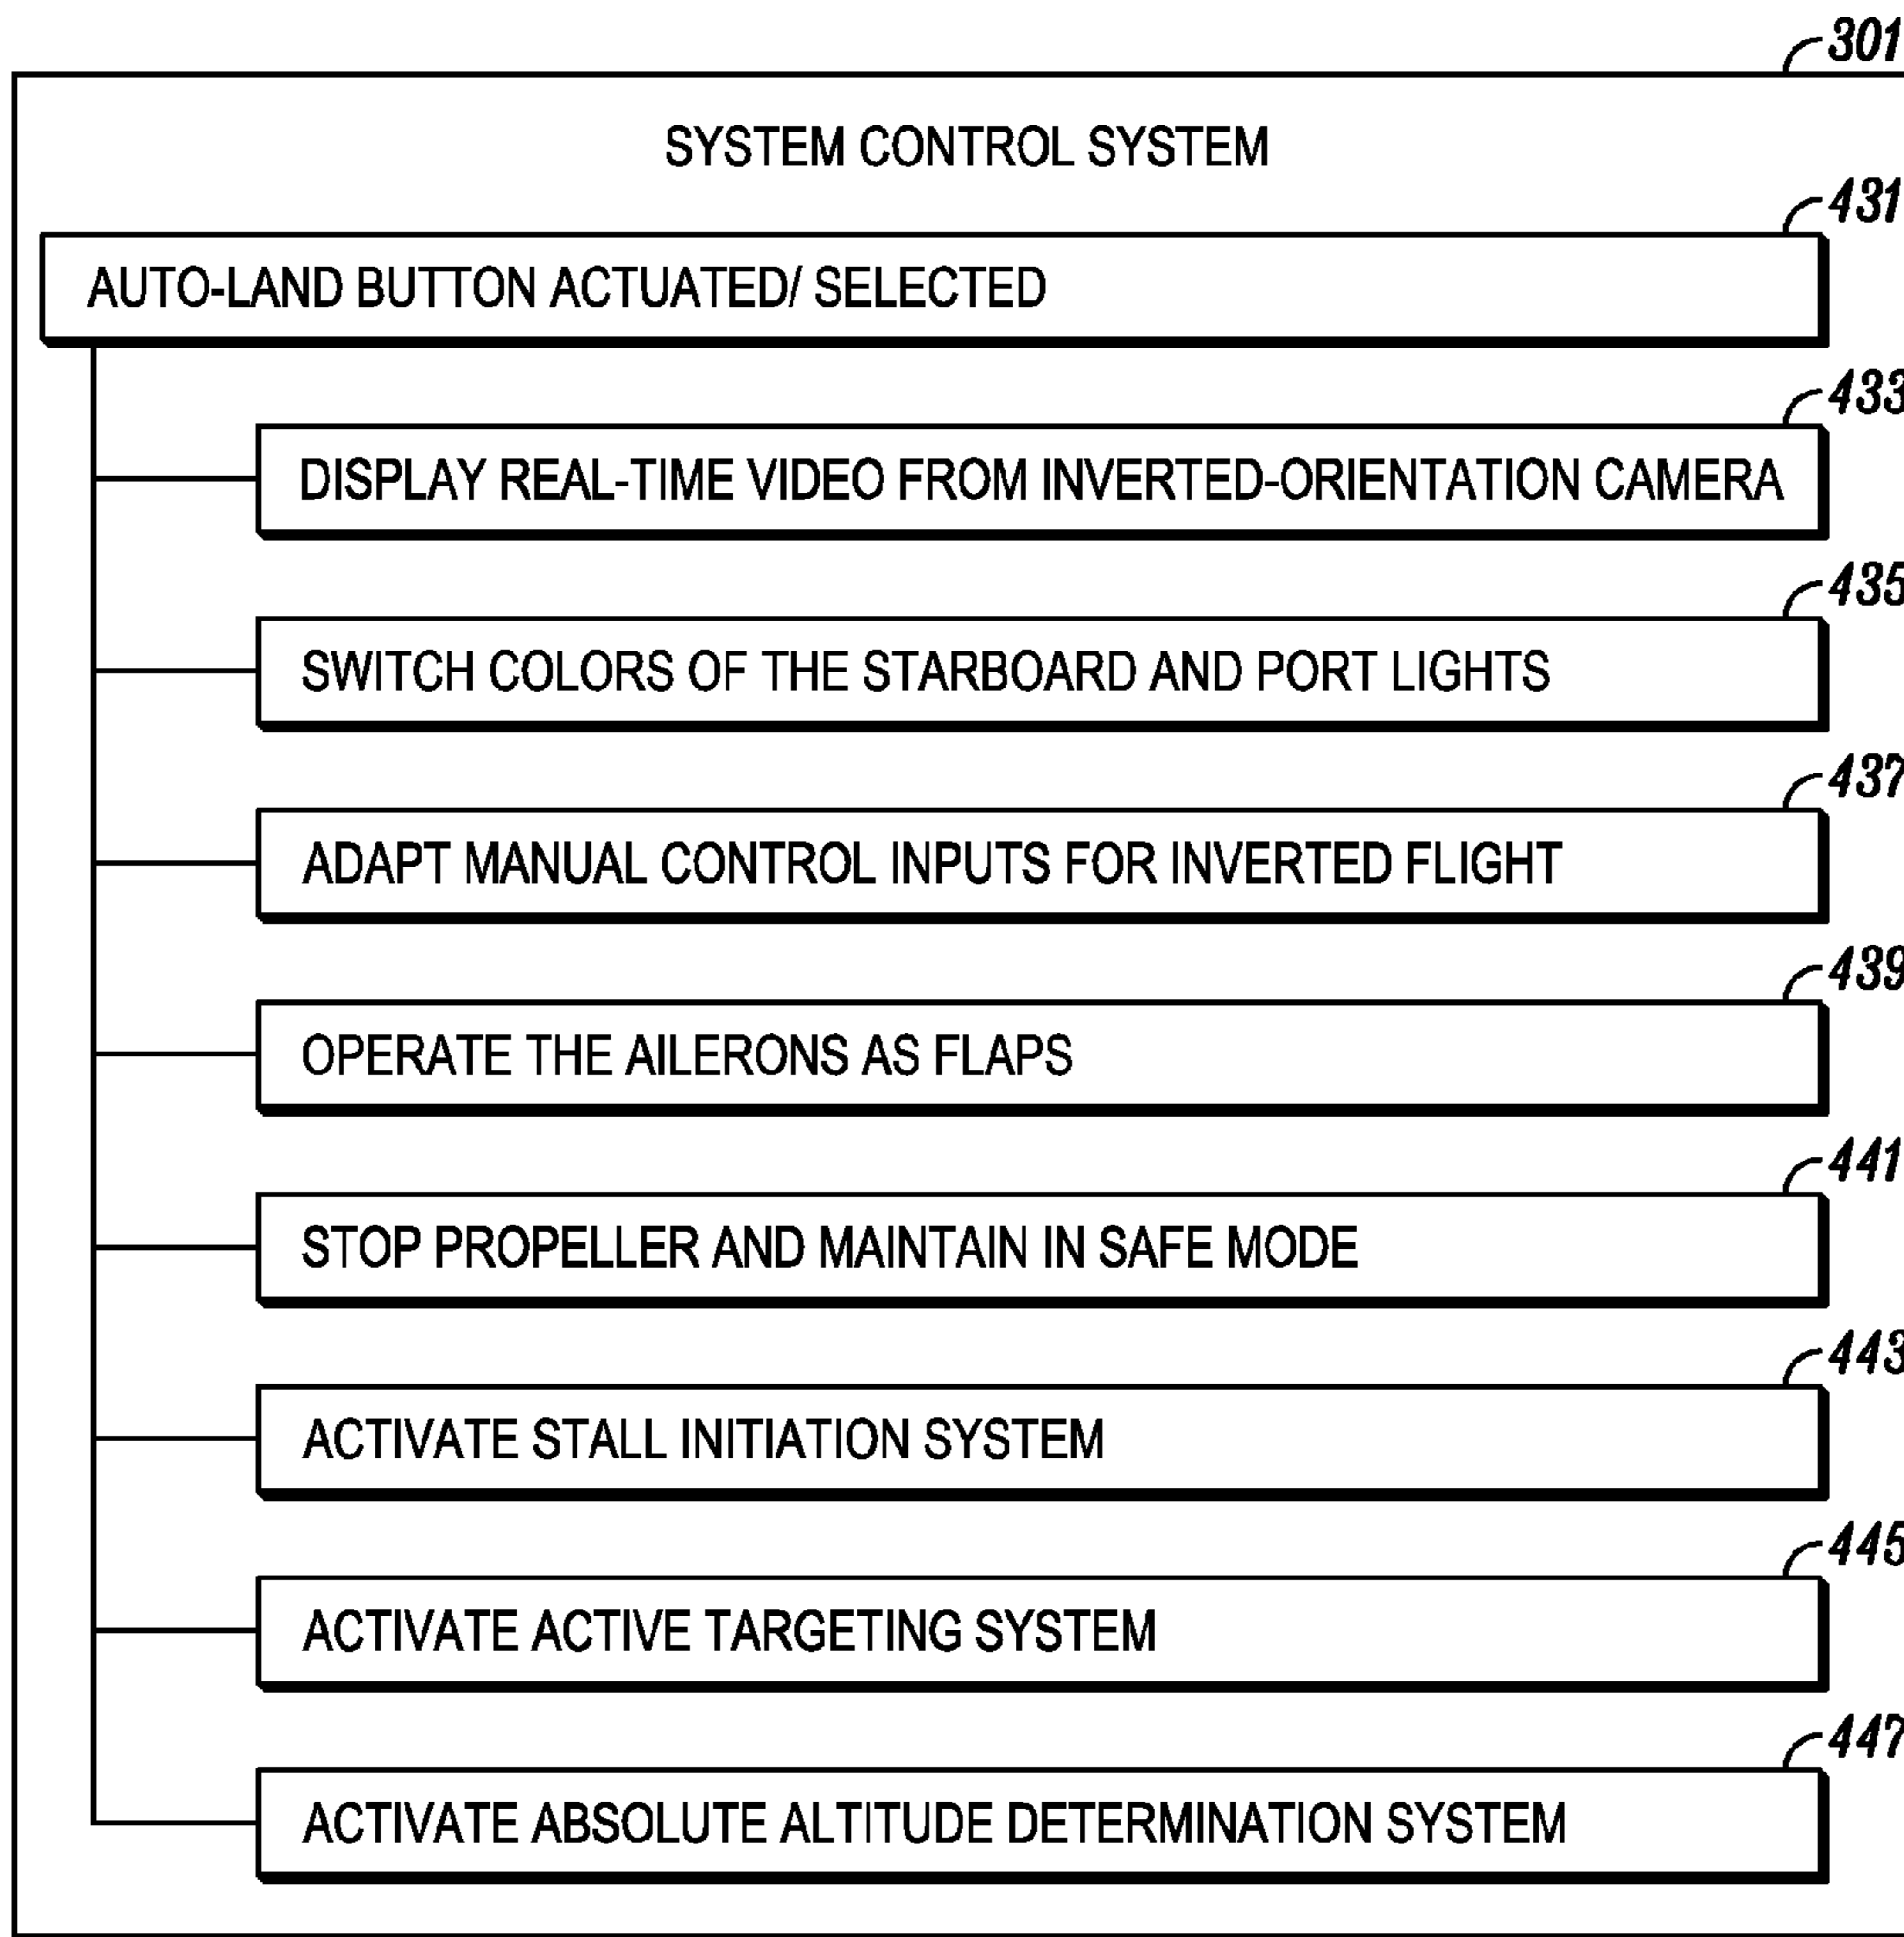 301
SYSTEM CONTROL SYSTEM
431
AUTO-LAND BUTTON ACTUATED/ SELECTED
433
DISPLAY REAL-TIME VIDEO FROM INVERTED-ORIENTATION CAMERA
435
SWITCH COLORS OF THE STARBOARD AND PORT LIGHTS
437
ADAPT MANUAL CONTROL INPUTS FOR INVERTED FLIGHT
439
OPERATE THE AILERONS AS FLAPS
441
STOP PROPELLER AND MAINTAIN IN SAFE MODE
443
ACTIVATE STALL INITIATION SYSTEM
445
ACTIVATE ACTIVE TARGETING SYSTEM
447
ACTIVATE ABSOLUTE ALTITUDE DETERMINATION SYSTEM